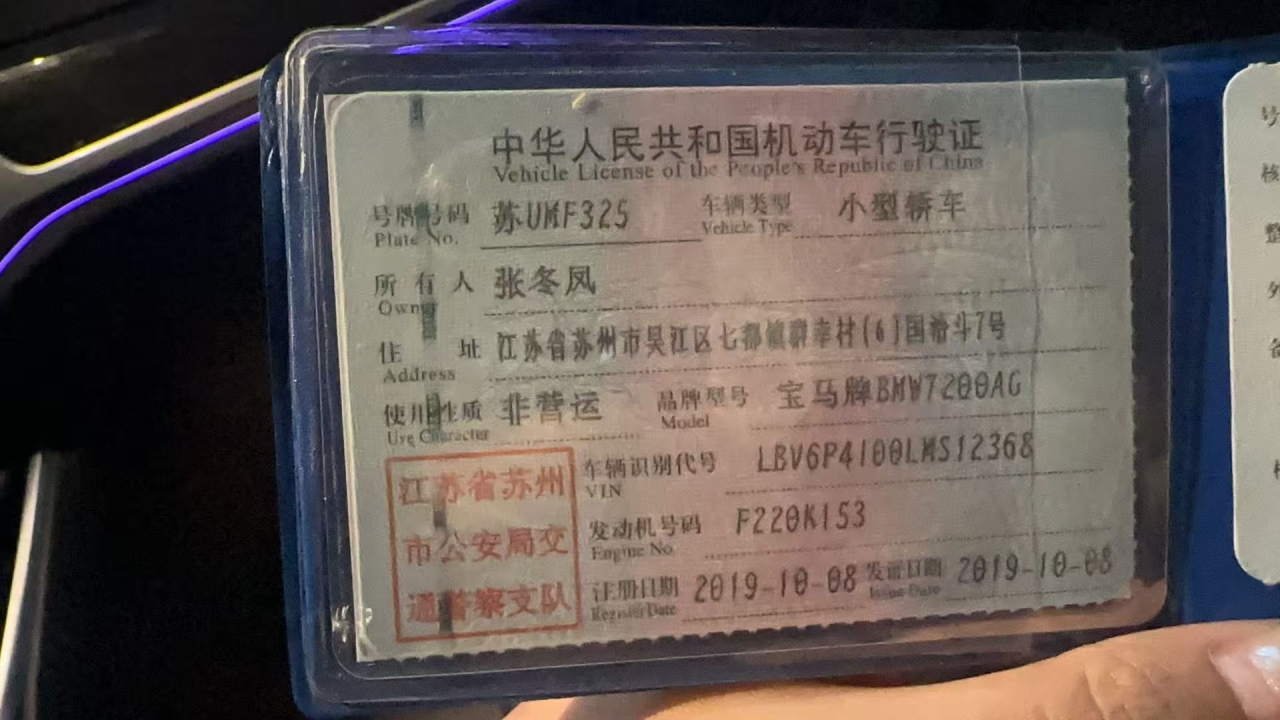 中华人民共和国机动车行驶证
Vehicle License of the People's Republic of China
号牌号码 苏UMF325 车辆类型 小型轿车
Plate No. Vehicle Type
所有人 张冬凤
Owner
住址 江苏省苏州市吴江区七都镇群幸村(6)国裕斗7号
Address
使用性质 非营运 品牌型号 宝马牌BMW7200AG
Use Character Model
江苏省苏州
市公安局交
通警察支队
车辆识别代号 LBV6P4100LMS12368
VIN
发动机号码 F220K153
Engine No.
注册日期 2019-10-08 发证日期 2019-10-08
Register Date Issue Date
号
核
整
外